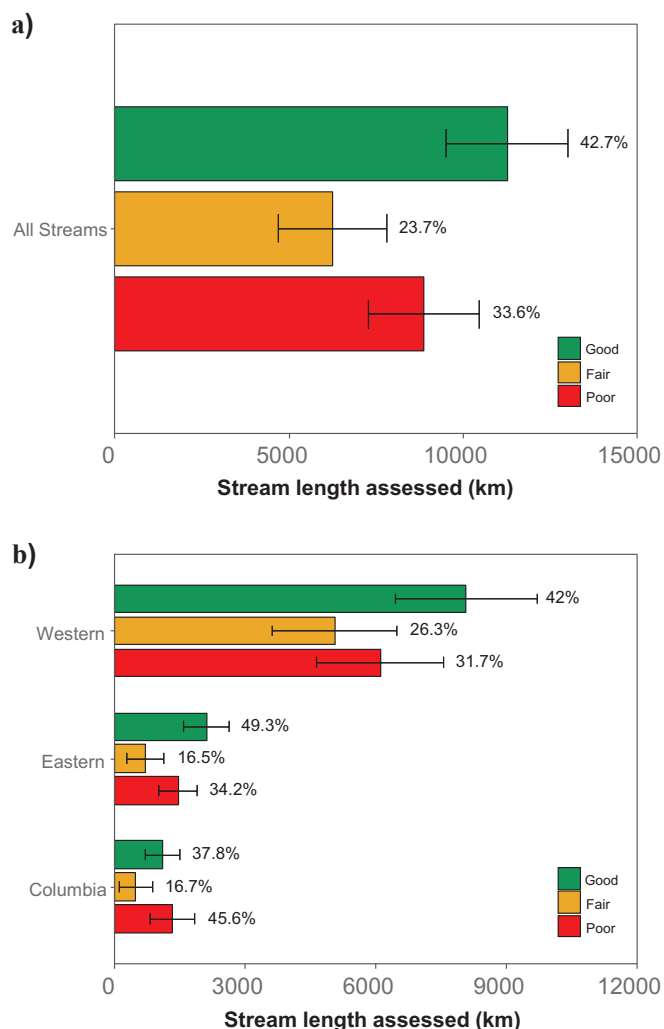 a)
42.7%
All Streams
23.7%
33.6%
Good
Fair
Poor
0 5000 10000 15000
Stream length assessed (km)
b)
42%
Western
26.3%
31.7%
49.3%
Eastern
16.5%
34.2%
37.8%
Columbia
16.7%
45.6%
Good
Fair
Poor
0 3000 6000 9000 12000
Stream length assessed (km)